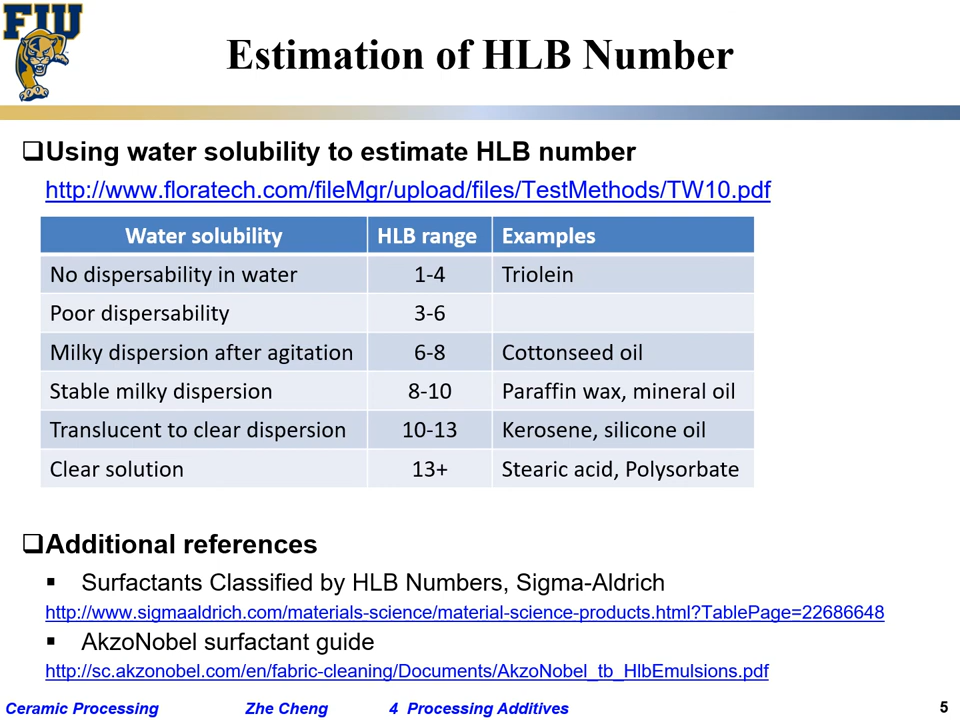 FIU
Estimation of HLB Number
❑Using water solubility to estimate HLB number
http://www.floratech.com/fileMgr/upload/files/TestMethods/TW10.pdf
Water solubility HLB range Examples
No dispersability in water 1-4 Triolein
Poor dispersability 3-6
Milky dispersion after agitation 6-8 Cottonseed oil
Stable milky dispersion 8-10 Paraffin wax, mineral oil
Translucent to clear dispersion 10-13 Kerosene, silicone oil
Clear solution 13+ Stearic acid, Polysorbate
❑Additional references
▪ Surfactants Classified by HLB Numbers, Sigma-Aldrich
http://www.sigmaaldrich.com/materials-science/material-science-products.html?TablePage=22686648
▪ AkzoNobel surfactant guide
http://sc.akzonobel.com/en/fabric-cleaning/Documents/AkzoNobel_tb_HlbEmulsions.pdf
Ceramic Processing Zhe Cheng 4 Processing Additives 5